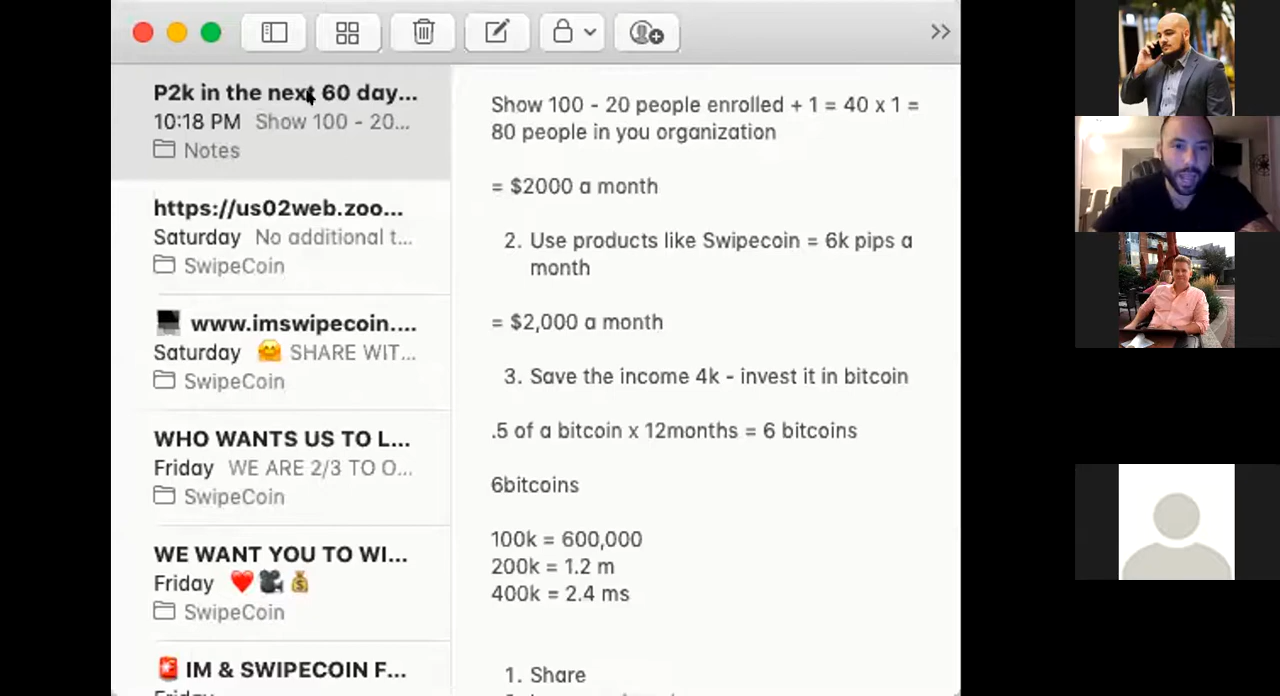 P2k in the next 60 day...
10:18 PM Show 100 - 20...
Notes
https://us02web.zoo...
Saturday No additional t...
SwipeCoin
www.imswipecoin....
Saturday 🤗 SHARE WIT...
SwipeCoin
WHO WANTS US TO L...
Friday WE ARE 2/3 TO O...
SwipeCoin
WE WANT YOU TO WI...
Friday ❤️🎥💰
SwipeCoin
🚨 IM & SWIPECOIN F...
Friday
Show 100 - 20 people enrolled + 1 = 40 x 1 =
80 people in you organization
= $2000 a month
2. Use products like Swipecoin = 6k pips a
month
= $2,000 a month
3. Save the income 4k - invest it in bitcoin
.5 of a bitcoin x 12months = 6 bitcoins
6bitcoins
100k = 600,000
200k = 1.2 m
400k = 2.4 ms
1. Share